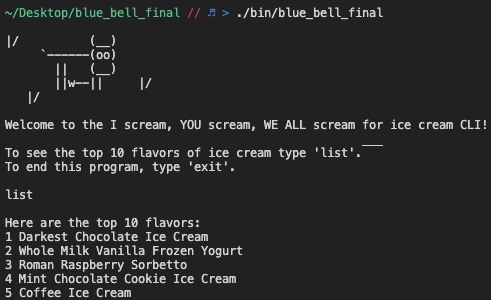 ~/Desktop/blue_bell_final // ♬ > ./bin/blue_bell_final
|/          (__)
     `------(oo)
       ||   (__)
       ||w--||     |/
   |/
Welcome to the I scream, YOU scream, WE ALL scream for ice cream CLI!
To see the top 10 flavors of ice cream type 'list'.
To end this program, type 'exit'.
list
Here are the top 10 flavors:
1 Darkest Chocolate Ice Cream
2 Whole Milk Vanilla Frozen Yogurt
3 Roman Raspberry Sorbetto
4 Mint Chocolate Cookie Ice Cream
5 Coffee Ice Cream